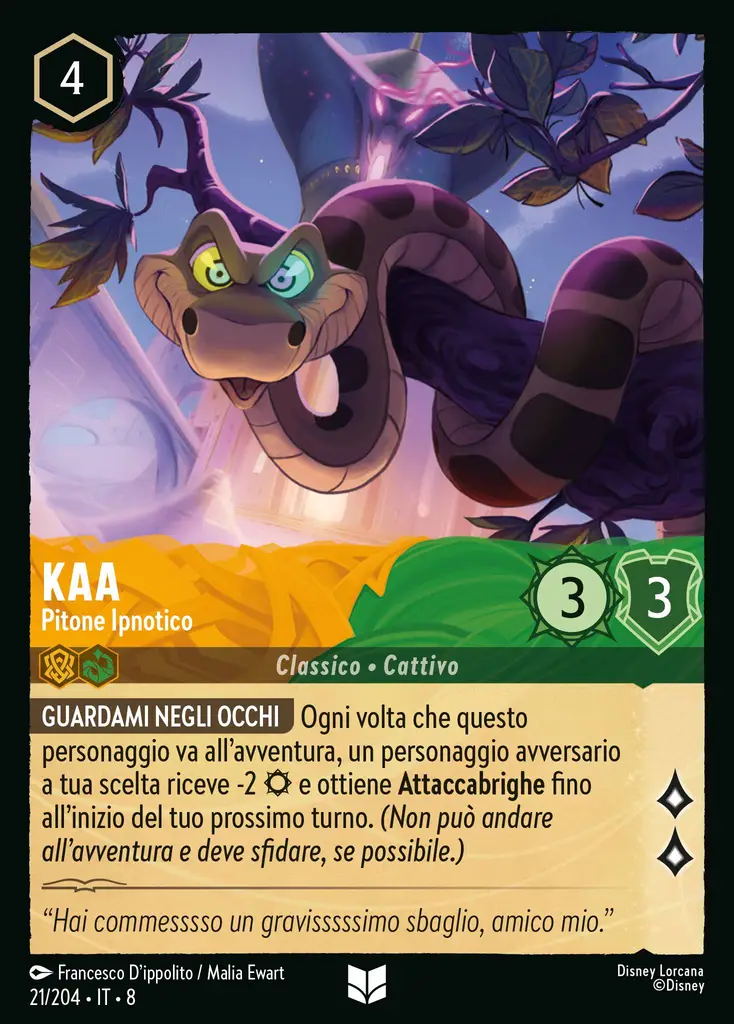 4
KAA
Pitone Ipnotico
3
3
Classico • Cattivo
GUARDAMI NEGLI OCCHI Ogni volta che questo
personaggio va all'avventura, un personaggio avversario
a tua scelta riceve -2 e ottiene Attaccabrighe fino
all'inizio del tuo prossimo turno. (Non può andare
all'avventura e deve sfidare, se possibile.)
“Hai commesssso un gravisssssimo sbaglio, amico mio.”
Francesco D'ippolito / Malia Ewart
21/204 • IT • 8
Disney Lorcana
©Disney